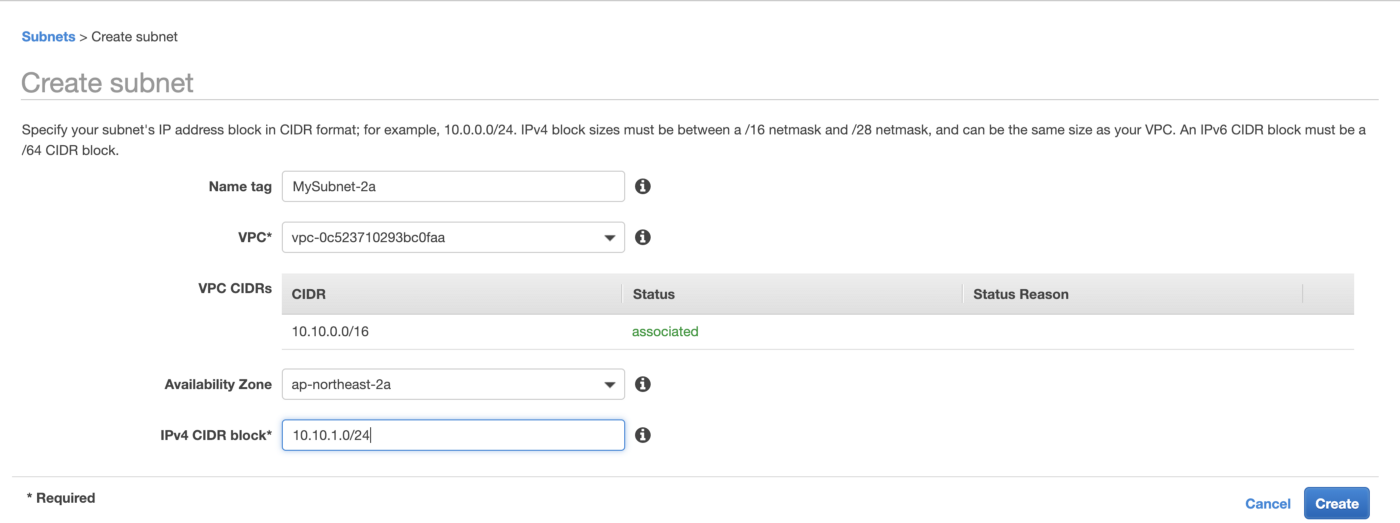 Subnets > Create subnet
Create subnet
Specify your subnet's IP address block in CIDR format; for example, 10.0.0.0/24. IPv4 block sizes must be between a /16 netmask and /28 netmask, and can be the same size as your VPC. An IPv6 CIDR block must be a
/64 CIDR block.
Name tag MySubnet-2a
VPC* vpc-0c523710293bc0faa
VPC CIDRs CIDR Status Status Reason
10.10.0.0/16 associated
Availability Zone ap-northeast-2a
IPv4 CIDR block* 10.10.1.0/24
* Required Cancel Create